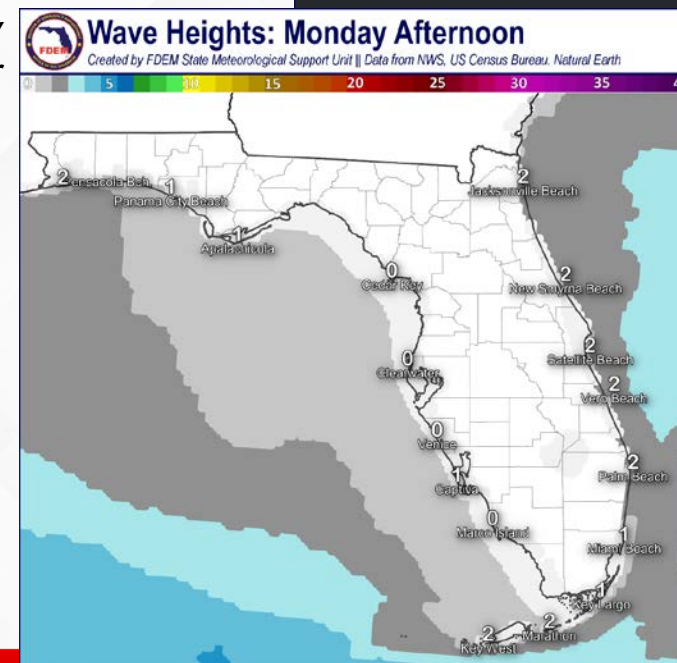 Wave Heights: Monday Afternoon
Created by FDEM State Meteorological Support Unit || Data from NWS, US Census Bureau, Natural Earth
FDEM
0 5 10 15 20 25 30 35 4
2 Pensacola Bch
1
Panama City Beach
1
Apalachicola
2
Jacksonville Beach
0
Cedar Key
2
New Smyrna Beach
0
Clearwater
2
Satellite Beach
2
Vero Beach
0
Venice
1
Captiva
2
Palm Beach
0
Marco Island
1
Miami Beach
1
Key Largo
2
Marathon
2
Key West